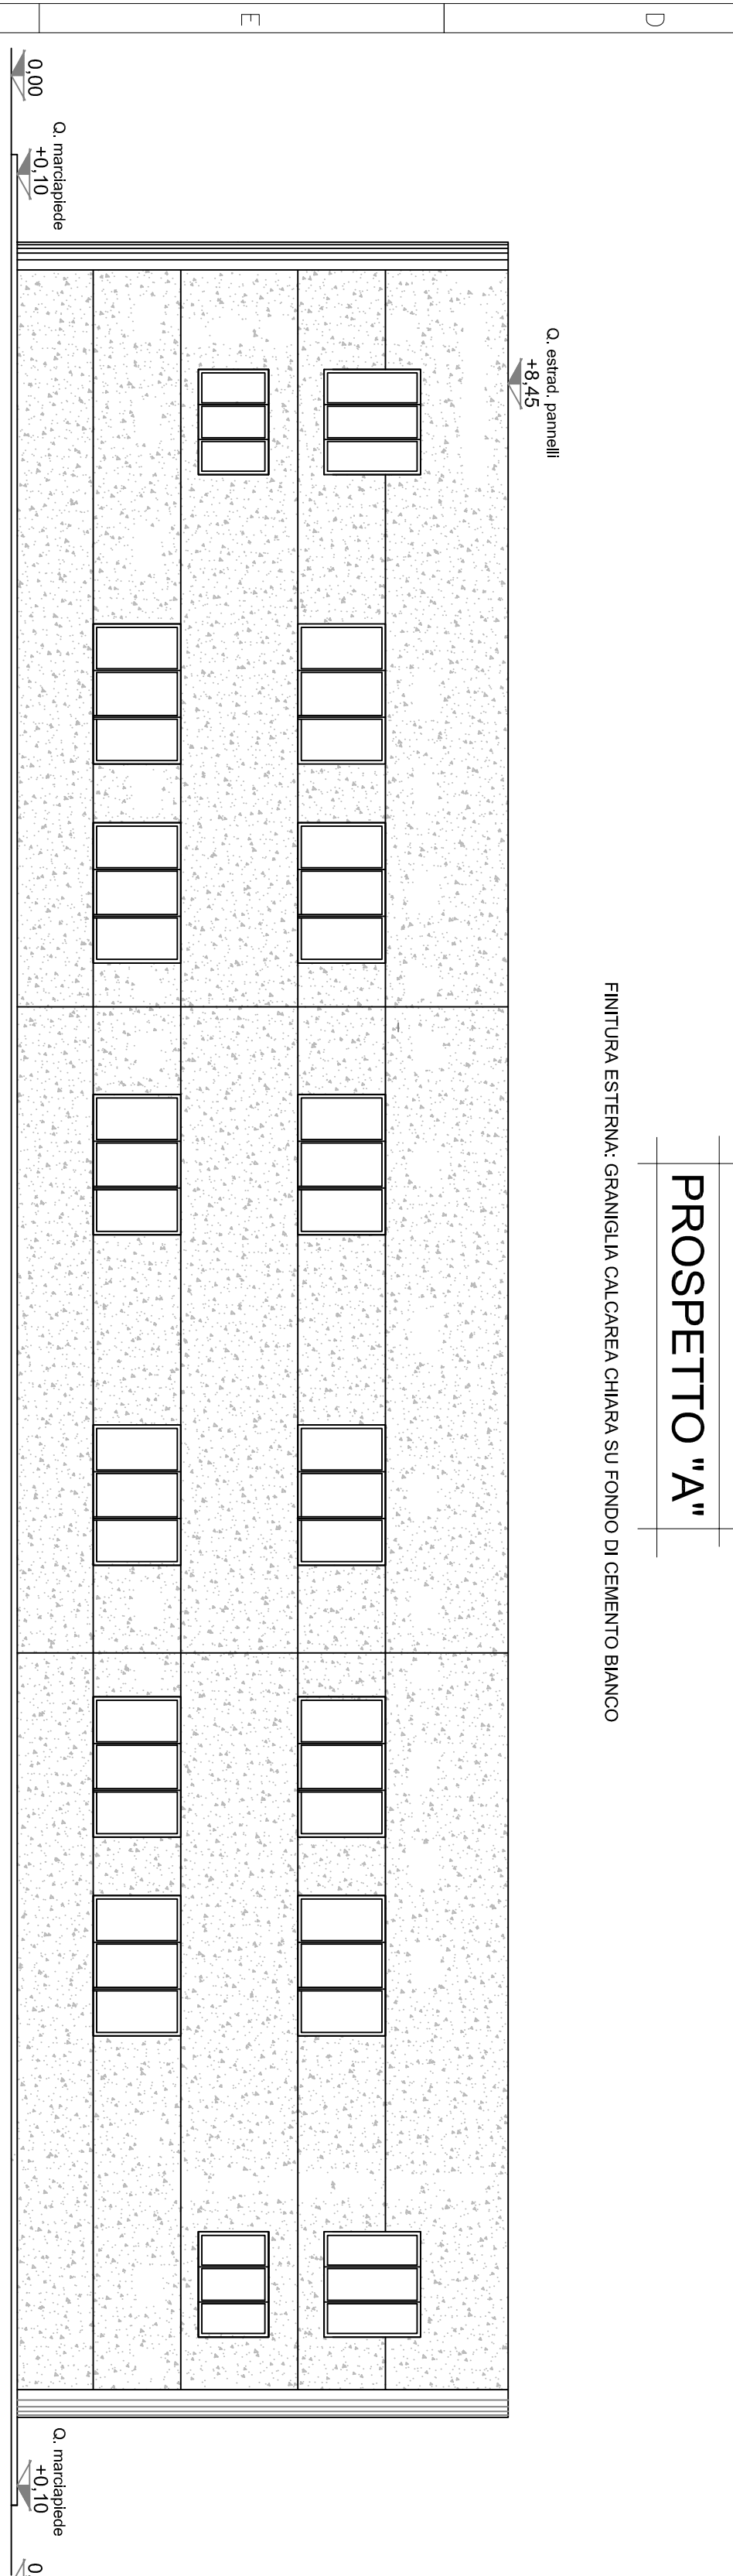 D
E
PROSPETTO "A"
FINITURA ESTERNA: GRANIGLIA CALCAREA CHIARA SU FONDO DI CEMENTO BIANCO
Q. estrad. pannelli
+8,45
Q. marciapiede
+0,10
0,00
Q. marciapiede
+0,10
0